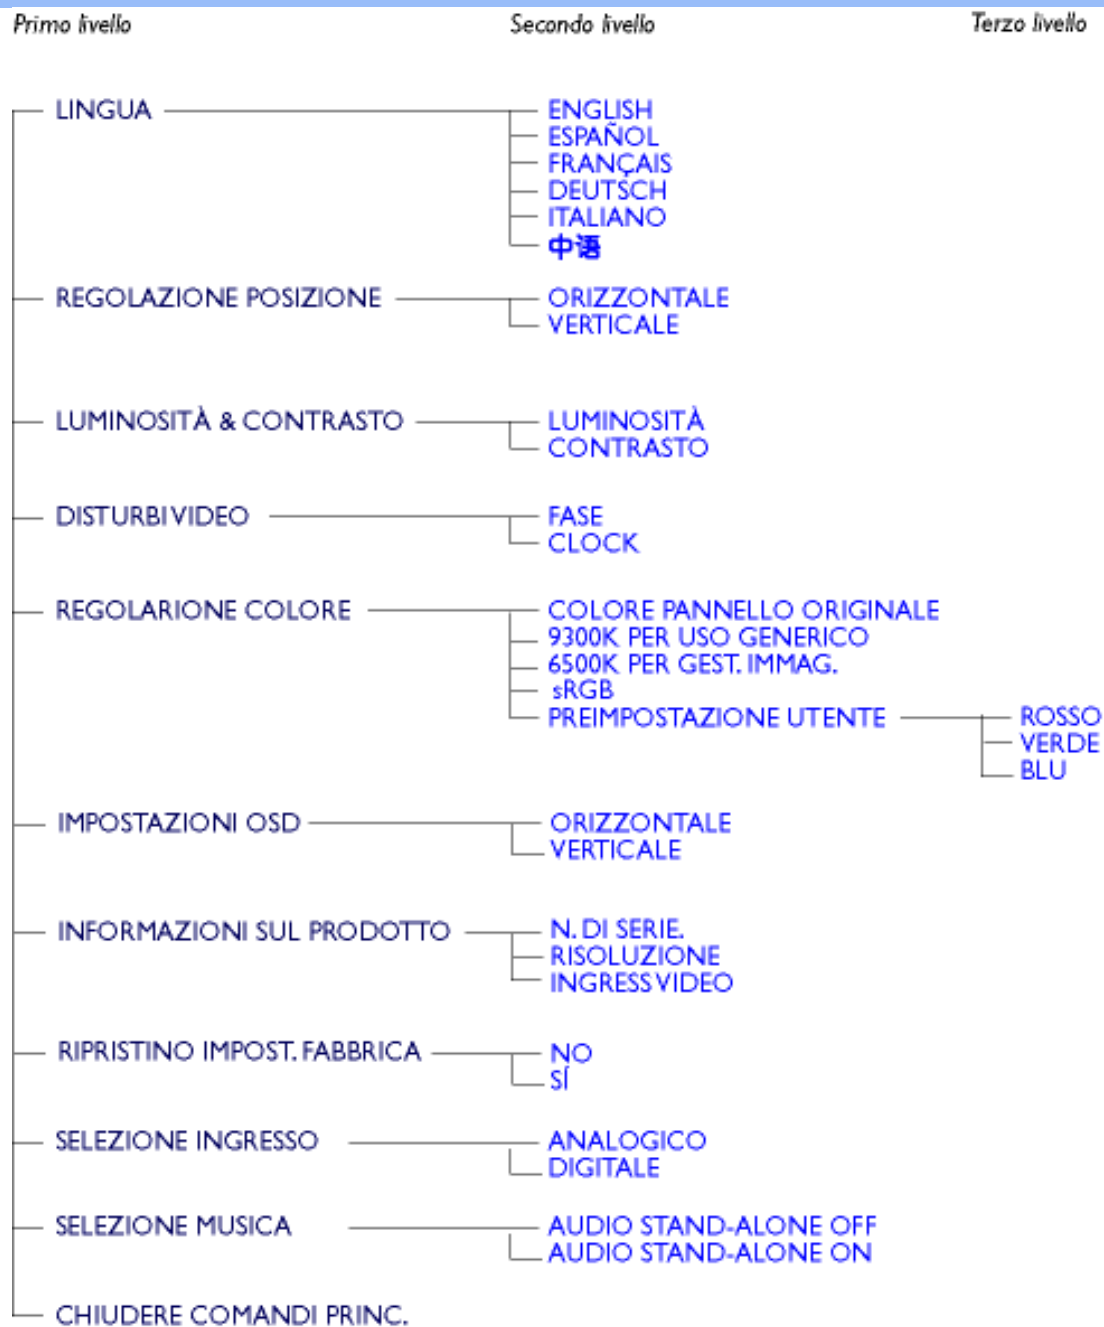 Primo livello Secondo livello Terzo livello
LINGUA ENGLISH
ESPAÑOL
FRANÇAIS
DEUTSCH
ITALIANO
中语
REGOLAZIONE POSIZIONE ORIZZONTALE
VERTICALE
LUMINOSITÀ & CONTRASTO LUMINOSITÀ
CONTRASTO
DISTURBI VIDEO FASE
CLOCK
REGOLARIONE COLORE COLORE PANNELLO ORIGINALE
9300K PER USO GENERICO
6500K PER GEST. IMMAG.
sRGB
PREIMPOSTAZIONE UTENTE ROSSO
VERDE
BLU
IMPOSTAZIONI OSD ORIZZONTALE
VERTICALE
INFORMAZIONI SUL PRODOTTO N. DI SERIE.
RISOLUZIONE
INGRESS VIDEO
RIPRISTINO IMPOST. FABBRICA NO
SÍ
SELEZIONE INGRESSO ANALOGICO
DIGITALE
SELEZIONE MUSICA AUDIO STAND-ALONE OFF
AUDIO STAND-ALONE ON
CHIUDERE COMANDI PRINC.